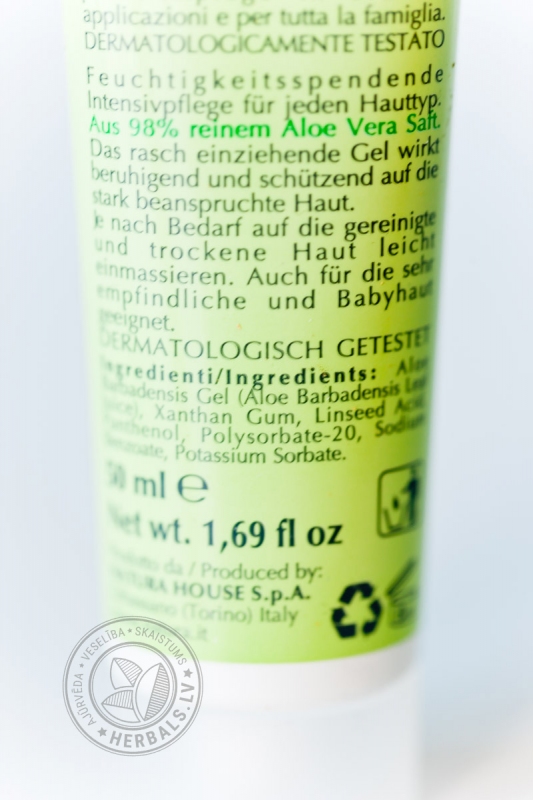 applicazioni e per tutta la famiglia.
DERMATOLOGICAMENTE TESTATO
Feuchtigkeitsspendende
Intensivpflege für jeden Hauttyp.
Aus 98% reinem Aloe Vera Saft.
Das rasch einziehende Gel wirkt
beruhigend und schützend auf die
stark beanspruchte Haut.
Je nach Bedarf auf die gereinigte
und trockene Haut leicht
einmassieren. Auch für die sehr
empfindliche und Babyhaut
geeignet.
DERMATOLOGISCH GETESTET
Ingredienti/Ingredients: Aloe
Barbadensis Gel (Aloe Barbadensis Leaf
Juice), Xanthan Gum, Linseed Acid,
Panthenol, Polysorbate-20, Sodium
Benzoate, Potassium Sorbate.
50 ml ℮
Net wt. 1,69 fl oz
Prodotto da / Produced by:
HOUSE S.p.A.
(Torino) Italy
AJŪRVĒDA • VESELĪBA • SKAISTUMS
HERBALS.LV